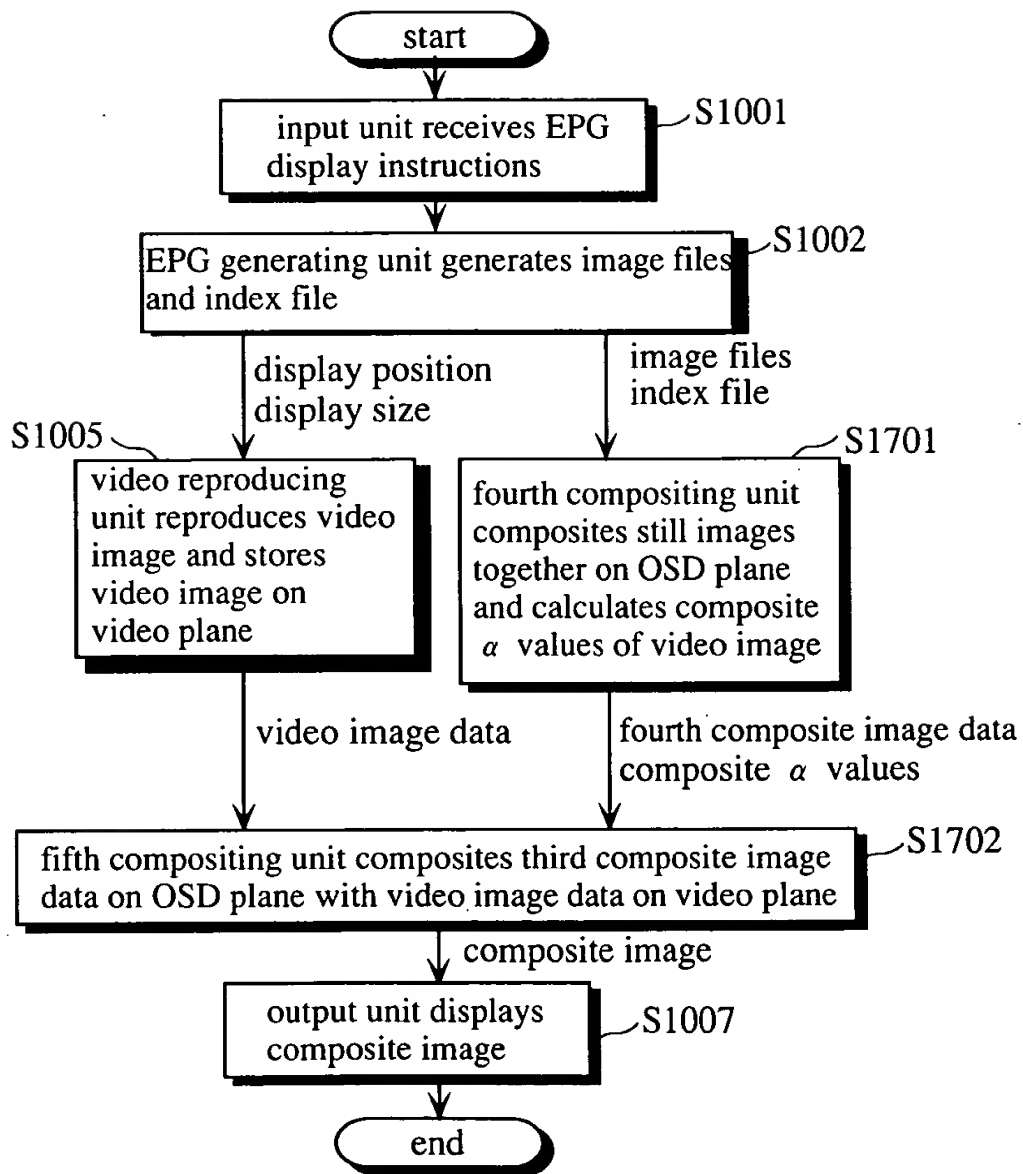 start
S1001
input unit receives EPG
display instructions
S1002
EPG generating unit generates image files
and index file
display position
display size
image files
index file
S1005
video reproducing
unit reproduces video
image and stores
video image on
video plane
S1701
fourth compositing unit
composites still images
together on OSD plane
and calculates composite
α values of video image
video image data
fourth composite image data
composite α values
S1702
fifth compositing unit composites third composite image
data on OSD plane with video image data on video plane
composite image
output unit displays
composite image
S1007
end